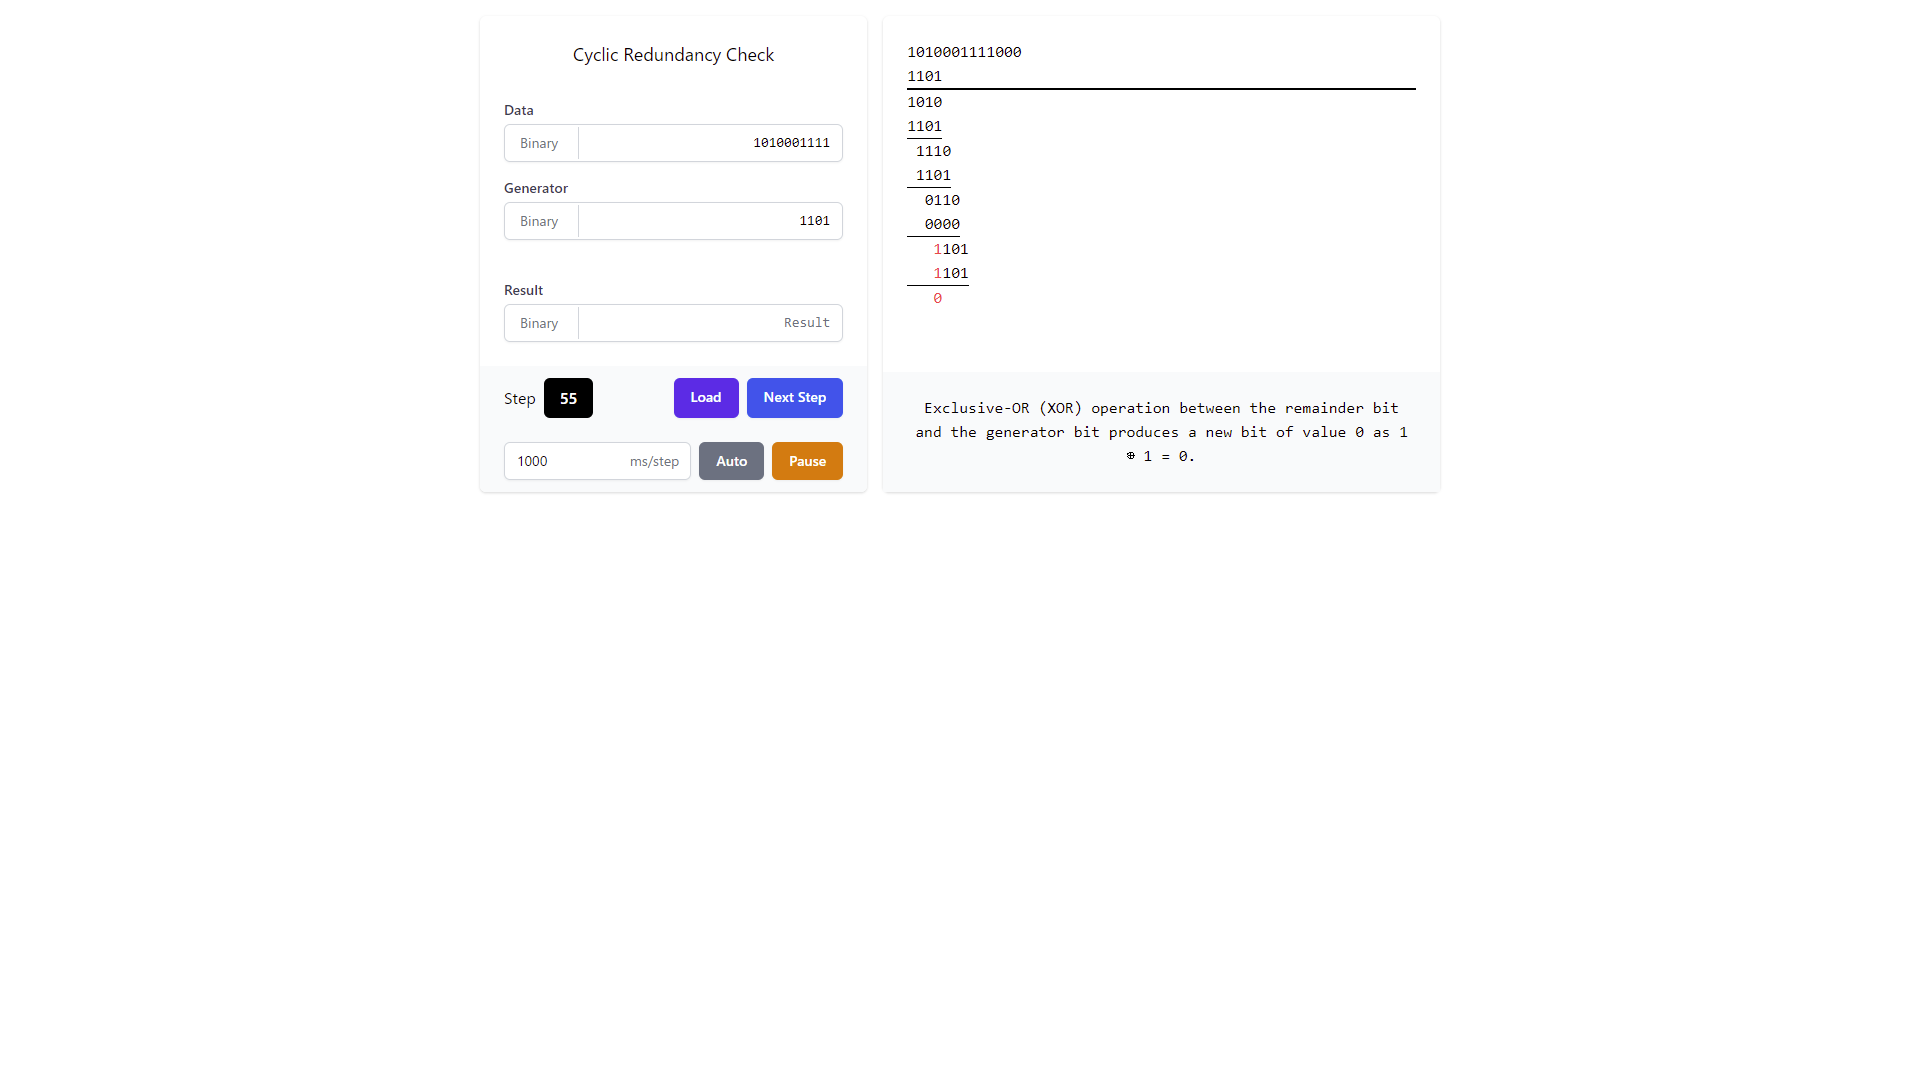 Cyclic Redundancy Check
Data
Binary 1010001111
Generator
Binary 1101
Result
Binary Result
Step 55 Load Next Step
1000 ms/step Auto Pause
1010001111000
1101
1010
1101
1110
1101
0110
0000
1101
1101
0
Exclusive-OR (XOR) operation between the remainder bit
and the generator bit produces a new bit of value 0 as 1
⊕ 1 = 0.